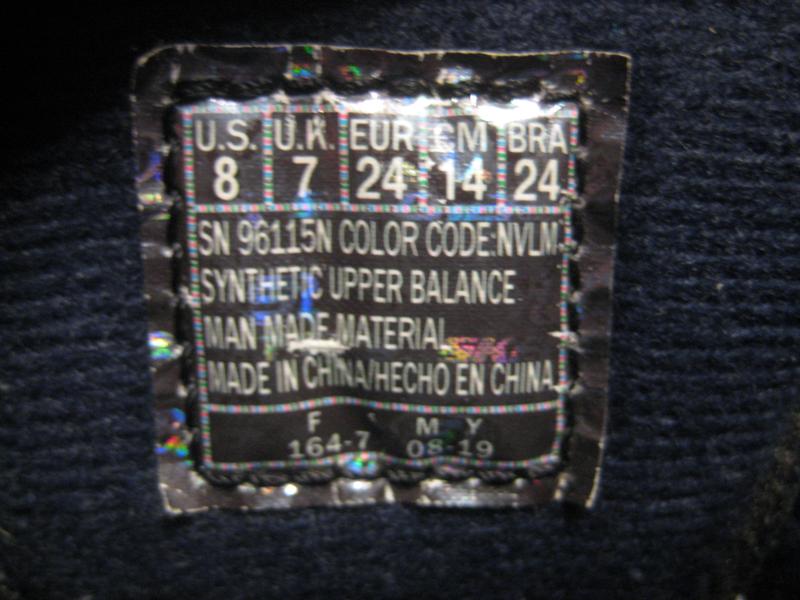 U.S. U.K. EUR CM BRA
8 7 24 14 24
SN 96115N COLOR CODE:NVLM
SYNTHETIC UPPER BALANCE
MAN MADE MATERIAL
MADE IN CHINA/HECHO EN CHINA
F M Y
164-7 08-19